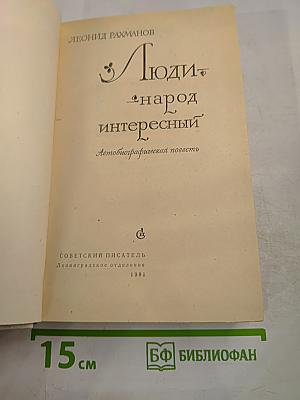 ЛЕОНИД РАХМАНОВ
Люди-
-народ
интересный
Автобиографическая повесть
СОВЕТСКИЙ ПИСАТЕЛЬ
Ленинградское отделение
1981
15 см
БФ БИБЛИОФАН